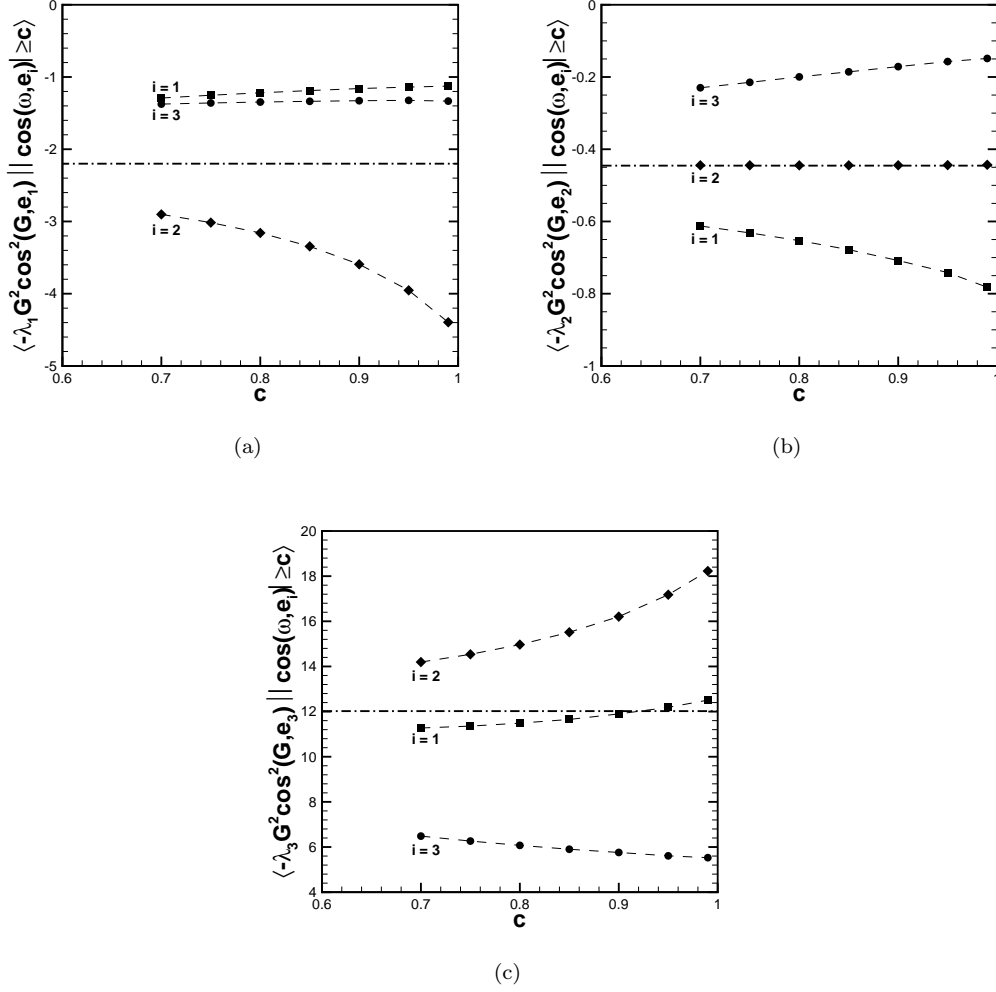 ⟨-λ₁G²cos²(G,e₁) || cos(ω,eᵢ)| ≥c⟩
0
-1
-2
-3
-4
-5
i = 1
i = 3
i = 2
0.6 0.7 0.8 0.9 1
c
(a)
⟨-λ₂G²cos²(G,e₂) || cos(ω,eᵢ)| ≥c⟩
0
-0.2
-0.4
-0.6
-0.8
-1
i = 3
i = 2
i = 1
0.6 0.7 0.8 0.9 1
c
(b)
⟨-λ₃G²cos²(G,e₃) || cos(ω,eᵢ)| ≥c⟩
20
18
16
14
12
10
8
6
4
i = 2
i = 1
i = 3
0.6 0.7 0.8 0.9 1
c
(c)